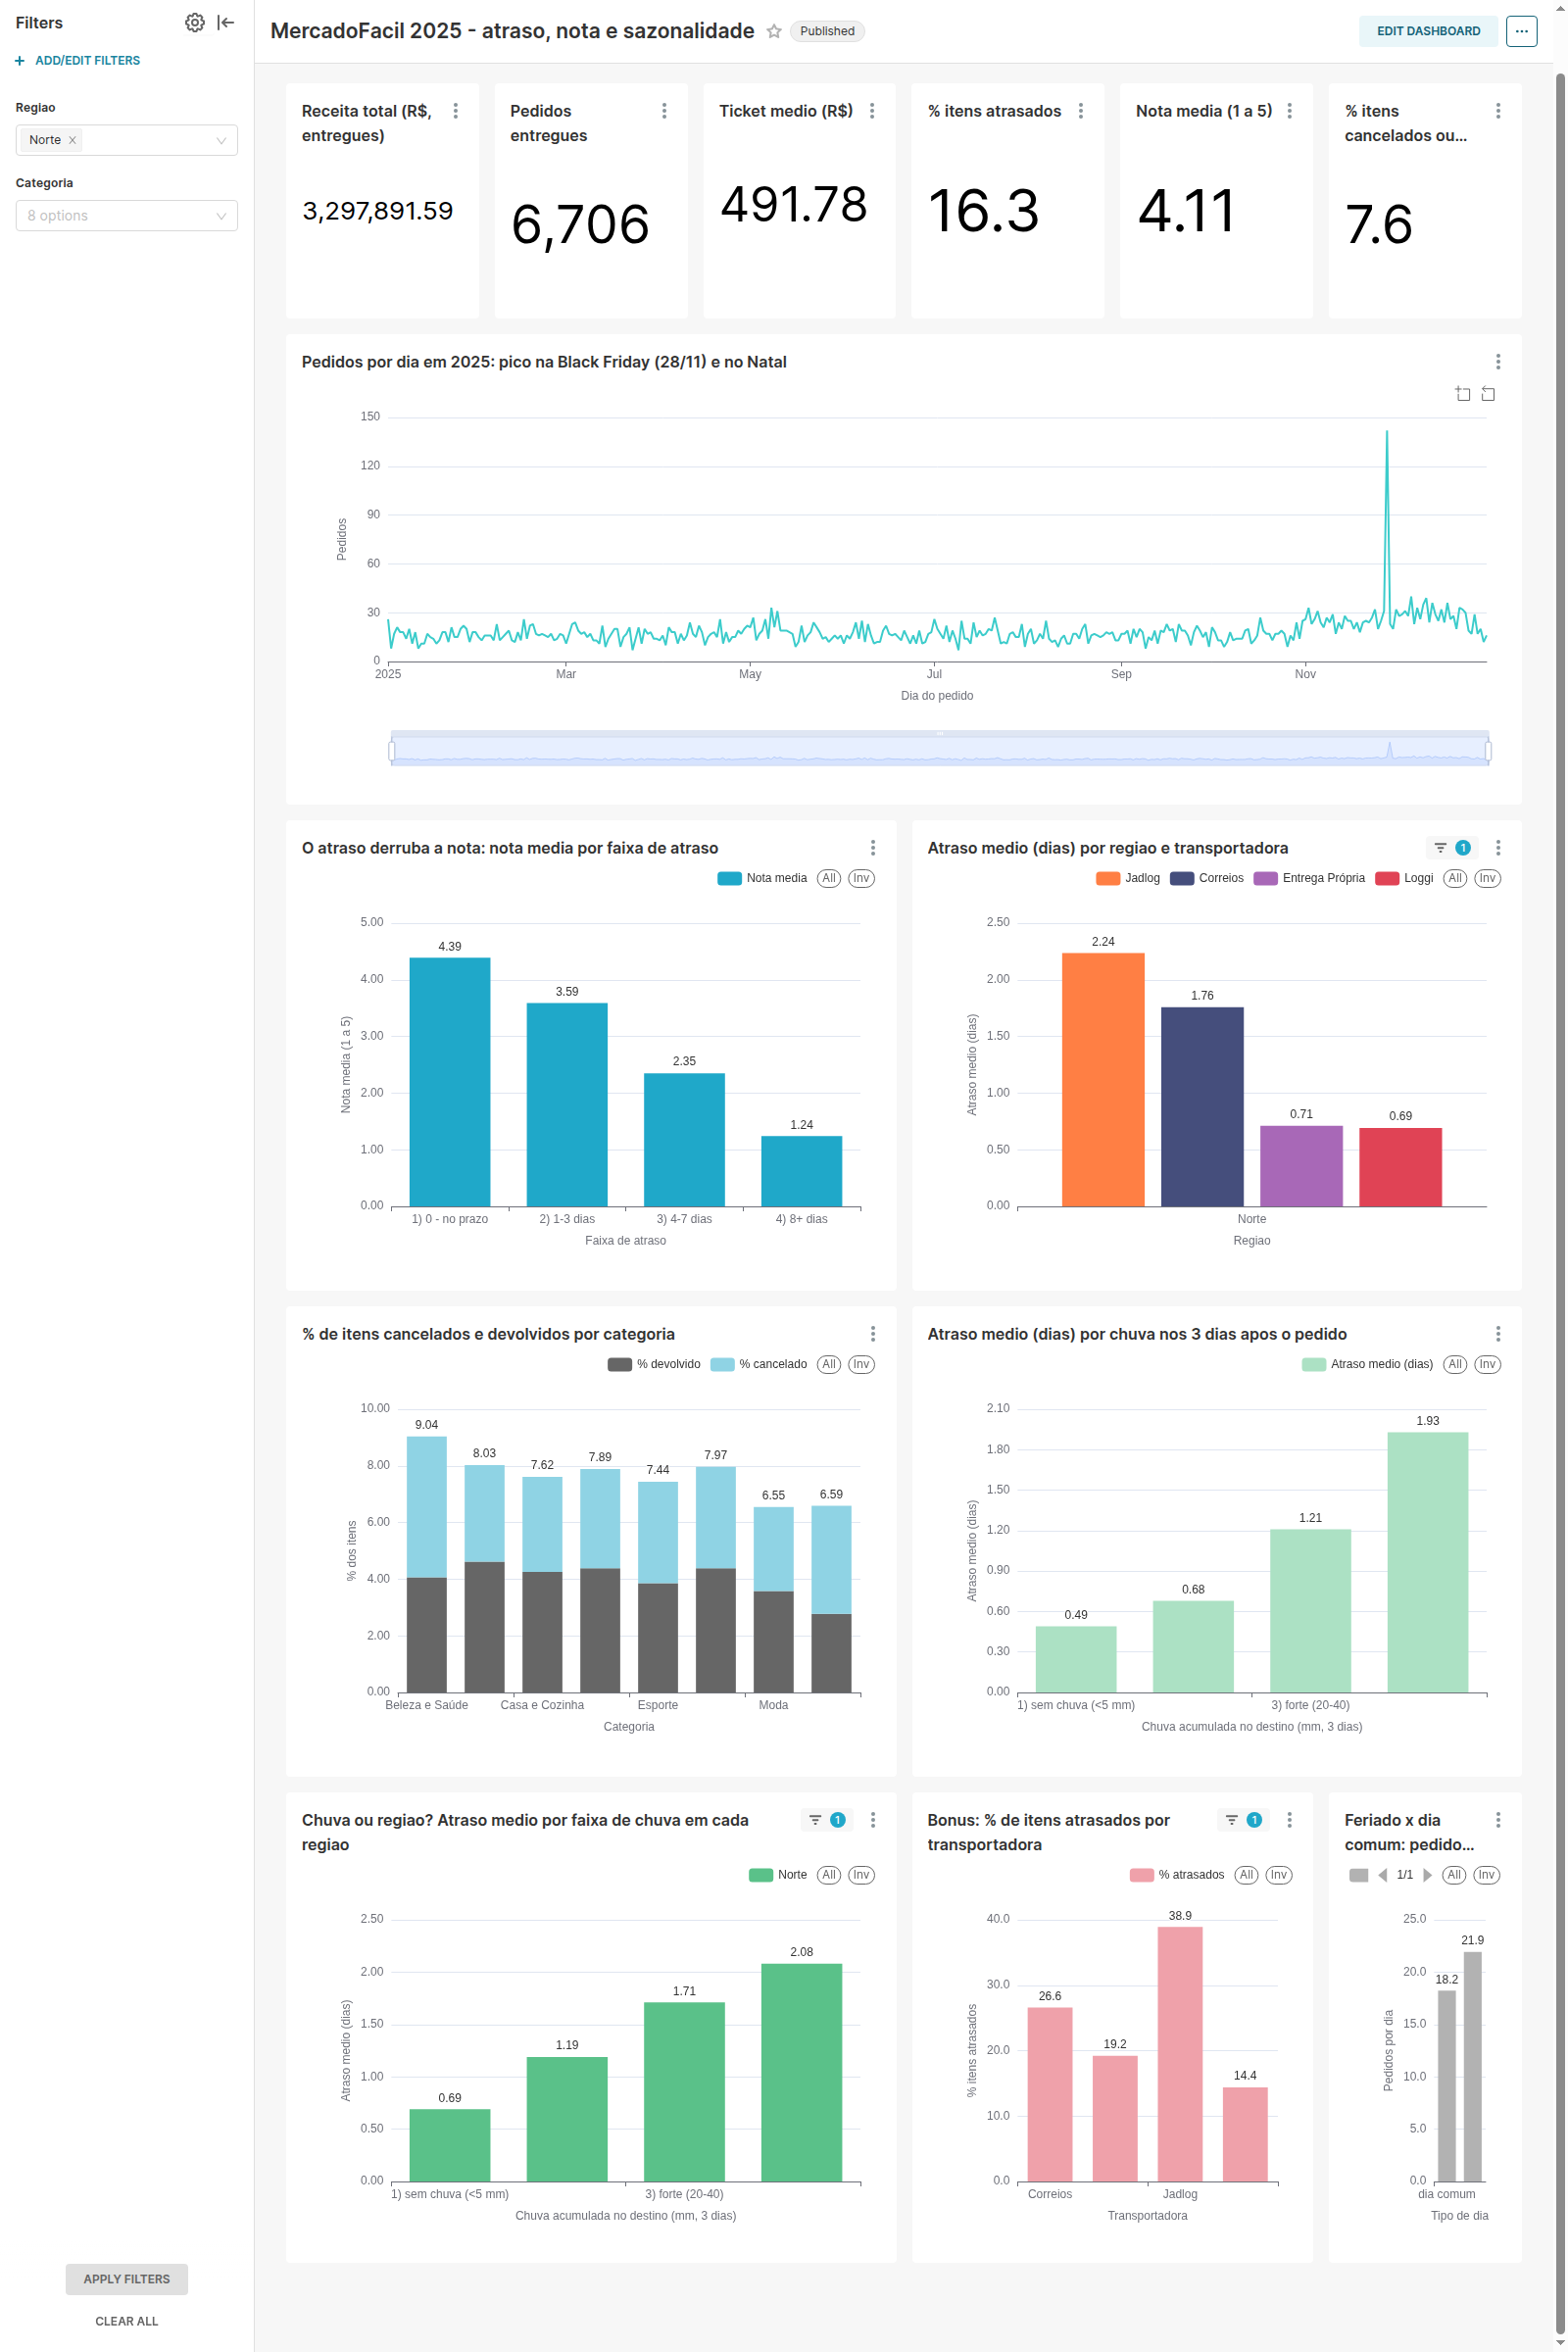 Filters
+ ADD/EDIT FILTERS
Regiao
Norte
Categoria
8 options
APPLY FILTERS
CLEAR ALL
MercadoFacil 2025 - atraso, nota e sazonalidade
Published
EDIT DASHBOARD
...
Receita total (R$,
entregues)
3,297,891.59
Pedidos
entregues
6,706
Ticket medio (R$)
491.78
% itens atrasados
16.3
Nota media (1 a 5)
4.11
% itens
cancelados ou...
7.6
Pedidos por dia em 2025: pico na Black Friday (28/11) e no Natal
150
120
90
60
30
0
Pedidos
2025 Mar May Jul Sep Nov
Dia do pedido
O atraso derruba a nota: nota media por faixa de atraso
Nota media All Inv
5.00
4.00
3.00
2.00
1.00
0.00
Nota media (1 a 5)
4.39
3.59
2.35
1.24
1) 0 - no prazo 2) 1-3 dias 3) 4-7 dias 4) 8+ dias
Faixa de atraso
Atraso medio (dias) por regiao e transportadora
1
Jadlog Correios Entrega Própria Loggi All Inv
2.50
2.00
1.50
1.00
0.50
0.00
Atraso medio (dias)
2.24
1.76
0.71
0.69
Norte
Regiao
% de itens cancelados e devolvidos por categoria
% devolvido % cancelado All Inv
10.00
8.00
6.00
4.00
2.00
0.00
% dos itens
9.04
8.03
7.62
7.89
7.44
7.97
6.55
6.59
Beleza e Saúde Casa e Cozinha Esporte Moda
Categoria
Atraso medio (dias) por chuva nos 3 dias apos o pedido
Atraso medio (dias) All Inv
2.10
1.80
1.50
1.20
0.90
0.60
0.30
0.00
Atraso medio (dias)
0.49
0.68
1.21
1.93
1) sem chuva (<5 mm) 3) forte (20-40)
Chuva acumulada no destino (mm, 3 dias)
Chuva ou regiao? Atraso medio por faixa de chuva em cada
regiao
1
Norte All Inv
2.50
2.00
1.50
1.00
0.50
0.00
Atraso medio (dias)
0.69
1.19
1.71
2.08
1) sem chuva (<5 mm) 3) forte (20-40)
Chuva acumulada no destino (mm, 3 dias)
Bonus: % de itens atrasados por
transportadora
1
% atrasados All Inv
40.0
30.0
20.0
10.0
0.0
% itens atrasados
26.6
19.2
38.9
14.4
Correios Jadlog
Transportadora
Feriado x dia
comum: pedido...
1/1 All Inv
25.0
20.0
15.0
10.0
5.0
0.0
Pedidos por dia
18.2
21.9
dia comum
Tipo de dia